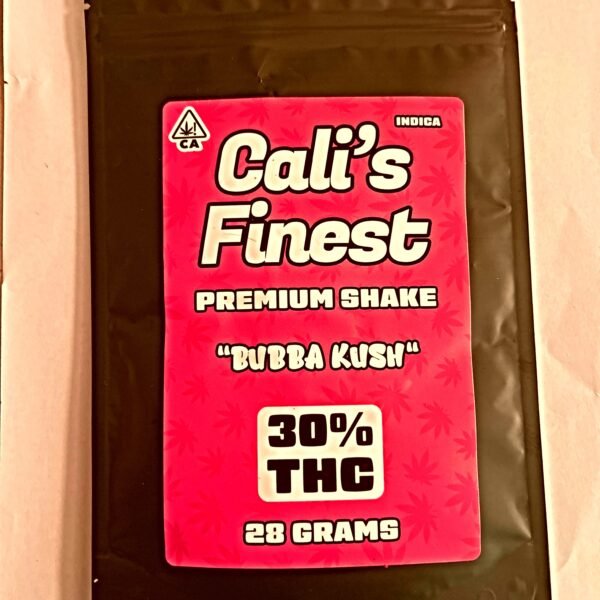 INDICA
CA
Cali's
Finest
PREMIUM SHAKE
"BUBBA KUSH"
30%
THC
28 GRAMS